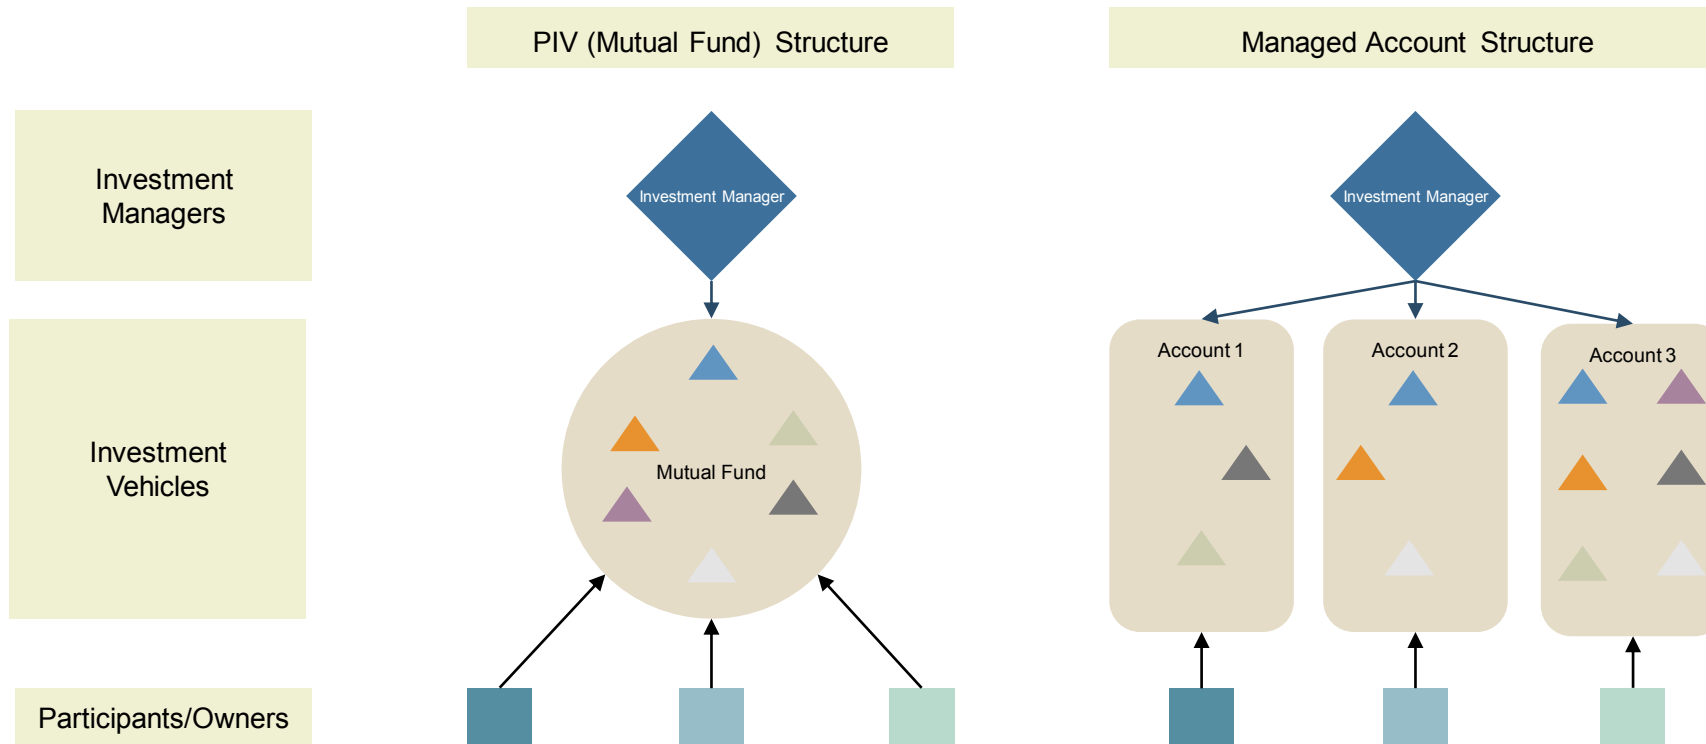 PIV (Mutual Fund) Structure
Managed Account Structure
Investment
Managers
Investment Manager
Investment Manager
Investment
Vehicles
Mutual Fund
Account 1
Account 2
Account 3
Participants/Owners